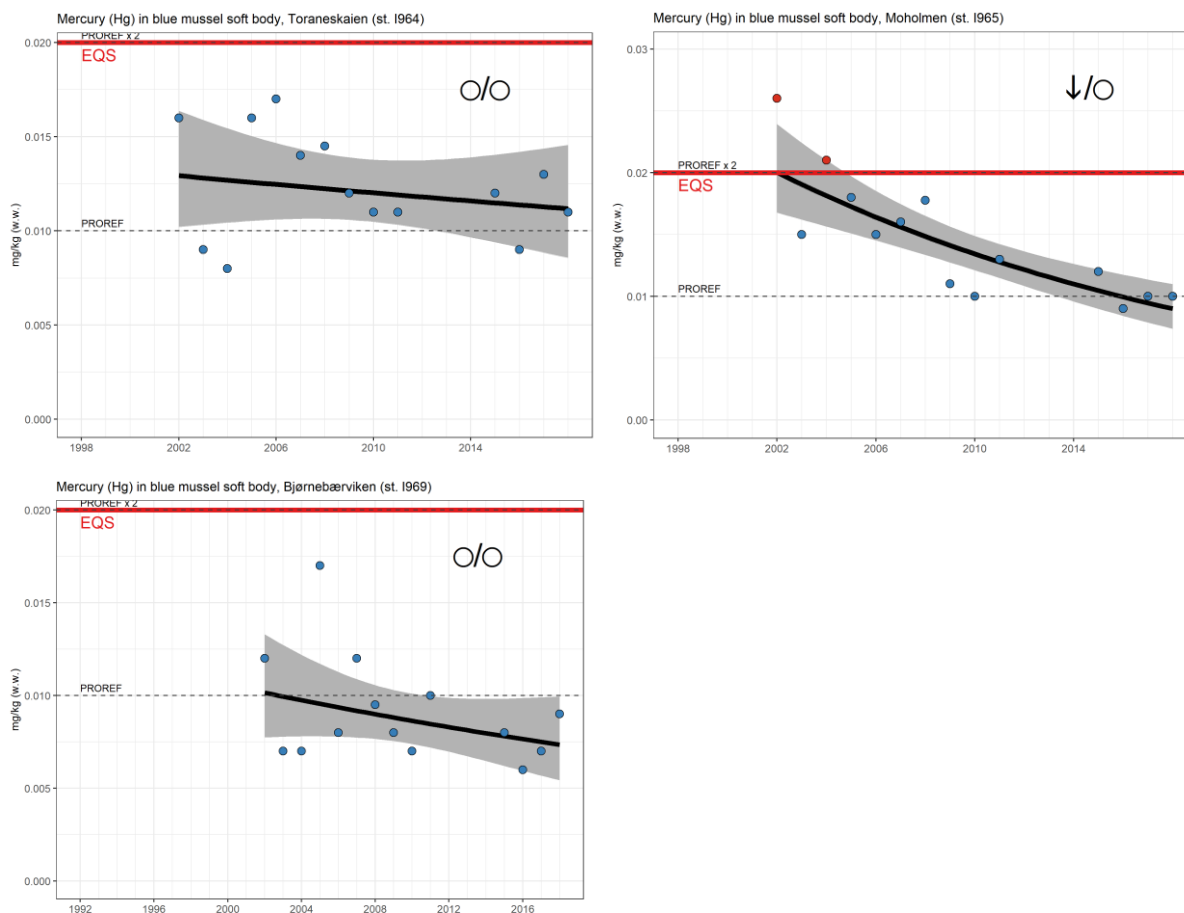 Mercury (Hg) in blue mussel soft body, Toraneskaien (st. I964)
PROREF x 2
EQS
○/○
PROREF
mg/kg (w.w.)
0.020
0.015
0.010
0.005
0.000
1998 2002 2006 2010 2014
Mercury (Hg) in blue mussel soft body, Moholmen (st. I965)
↓/○
PROREF x 2
EQS
PROREF
mg/kg (w.w.)
0.03
0.02
0.01
0.00
1998 2002 2006 2010 2014
Mercury (Hg) in blue mussel soft body, Bjørnebærviken (st. I969)
PROREF x 2
EQS
○/○
PROREF
mg/kg (w.w.)
0.020
0.015
0.010
0.005
0.000
1992 1996 2000 2004 2008 2012 2016